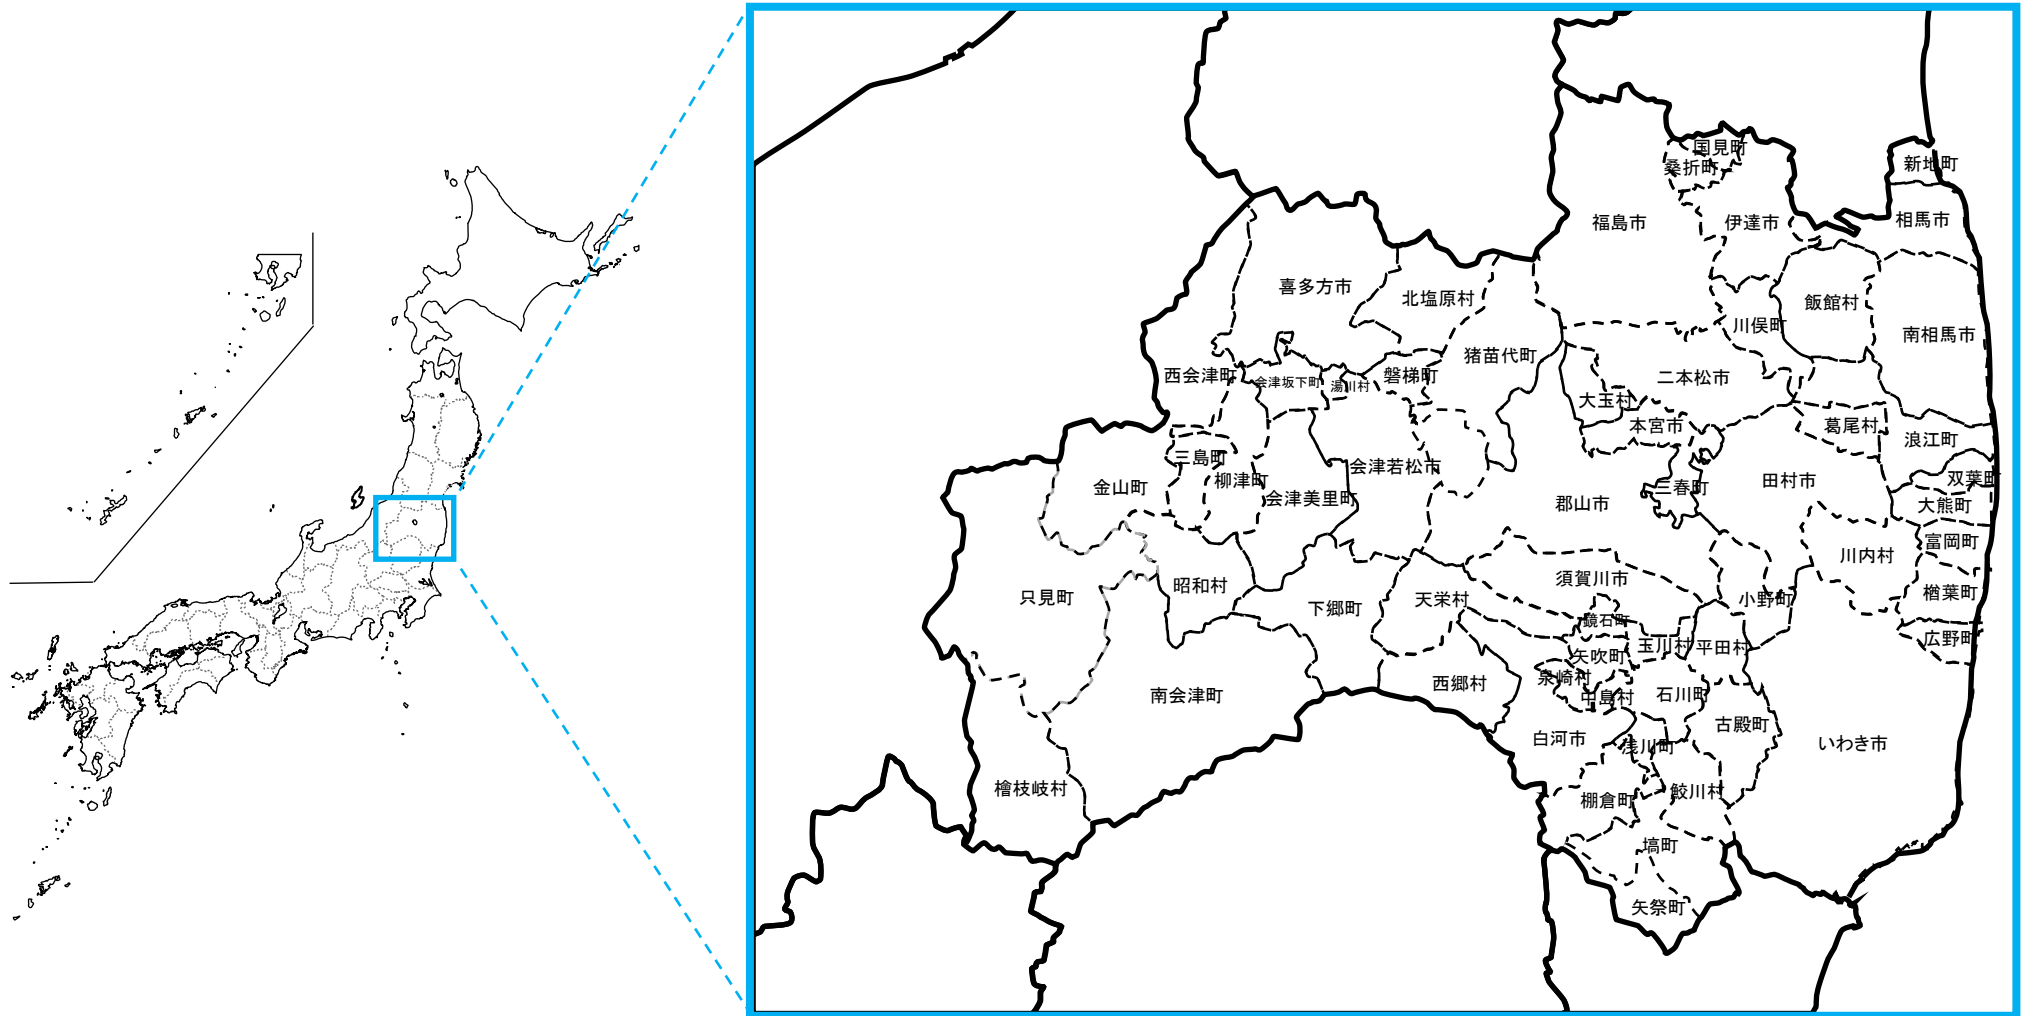 国見町
桑折町
新地町
福島市
伊達市
相馬市
喜多方市
北塩原村
飯館村
川俣町
南相馬市
猪苗代町
西会津町
会津坂下町
湯川村
磐梯町
二本松市
大玉村
本宮市
葛尾村
浪江町
三島町
柳津町
会津若松市
金山町
会津美里町
三春町
田村市
双葉町
大熊町
郡山市
富岡町
川内村
昭和村
只見町
下郷町
天栄村
須賀川市
小野町
楢葉町
鏡石町
広野町
玉川村
平田村
矢吹町
泉崎村
西郷村
中島村
石川町
南会津町
古殿町
白河市
浅川町
いわき市
檜枝岐村
棚倉町
鮫川村
塙町
矢祭町